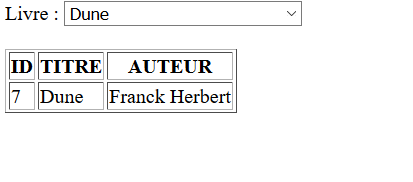 Livre : Dune
ID TITRE AUTEUR
7 Dune Franck Herbert